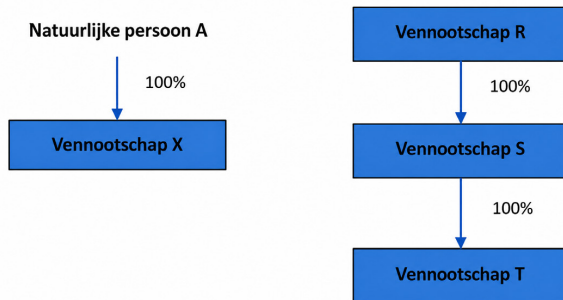 Natuurlijke persoon A
100%
Vennootschap X
Vennootschap R
100%
Vennootschap S
100%
Vennootschap T